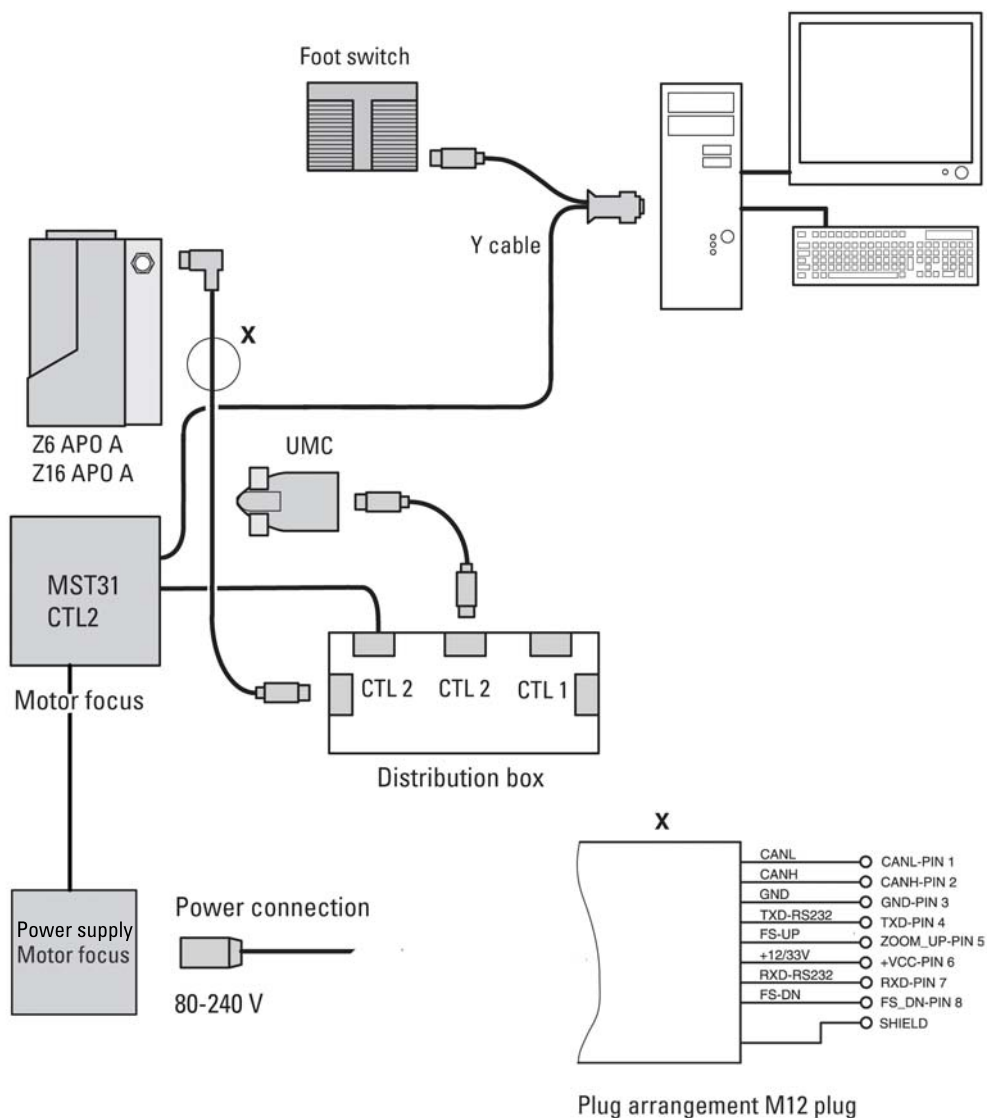 Foot switch
Y cable
X
Z6 APO A
Z16 APO A
UMC
MST31
CTL2
CTL 2
CTL 2
CTL 1
Motor focus
Distribution box
Power supply
Motor focus
Power connection
80-240 V
X
CANL
CANL-PIN 1
CANH
CANH-PIN 2
GND
GND-PIN 3
TXD-RS232
TXD-PIN 4
FS-UP
ZOOM_UP-PIN 5
+12/33V
+VCC-PIN 6
RXD-RS232
RXD-PIN 7
FS-DN
FS_DN-PIN 8
SHIELD
Plug arrangement M12 plug